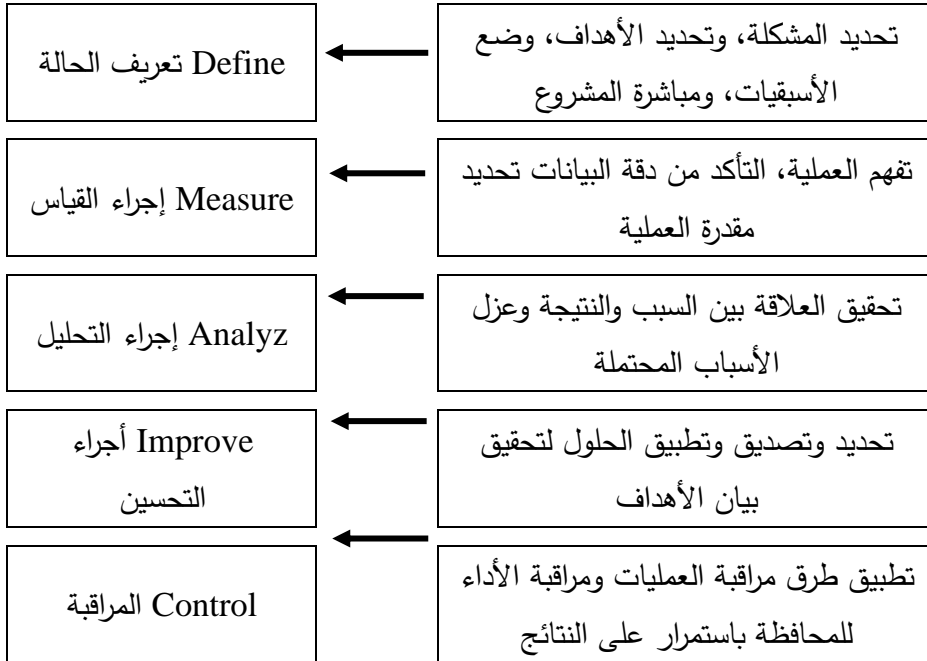 تحديد المشكلة، وتحديد الأهداف، وضع
الأسبقيات، ومباشرة المشروع
Define تعريف الحالة
تفهم العملية، التأكد من دقة البيانات تحديد
مقدرة العملية
Measure إجراء القياس
تحقيق العلاقة بين السبب والنتيجة وعزل
الأسباب المحتملة
Analyz إجراء التحليل
تحديد وتصديق وتطبيق الحلول لتحقيق
بيان الأهداف
Improve أجراء
التحسين
تطبيق طرق مراقبة العمليات ومراقبة الأداء
للمحافظة باستمرار على النتائج
Control المراقبة